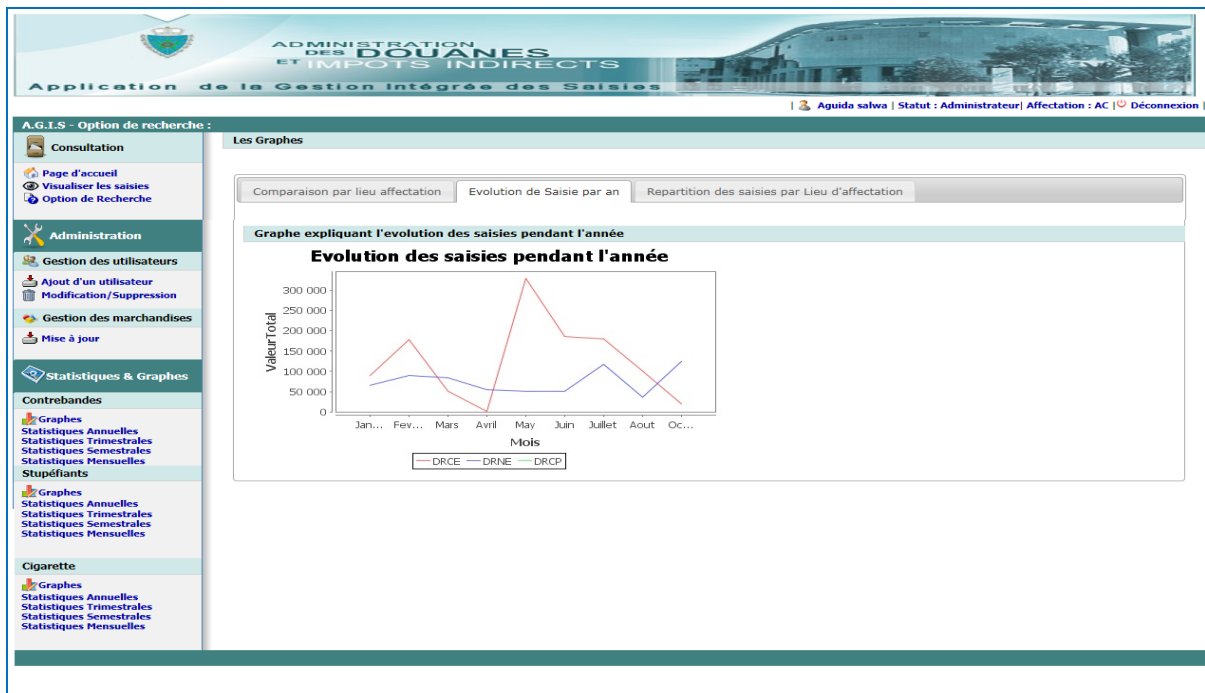 ADMINISTRATION
DES DOUANES
ET IMPOTS INDIRECTS
Application de la Gestion Intégrée des Saisies
| Aguida salwa | Statut : Administrateur| Affectation : AC | Déconnexion |
A.G.I.S - Option de recherche :
Consultation
Page d'accueil
Visualiser les saisies
Option de Recherche
Administration
Gestion des utilisateurs
Ajout d'un utilisateur
Modification/Suppression
Gestion des marchandises
Mise à jour
Statistiques & Graphes
Contrebandes
Graphes
Statistiques Annuelles
Statistiques Trimestrales
Statistiques Semestrales
Statistiques Mensuelles
Stupéfiants
Graphes
Statistiques Annuelles
Statistiques Trimestrales
Statistiques Semestrales
Statistiques Mensuelles
Cigarette
Graphes
Statistiques Annuelles
Statistiques Trimestrales
Statistiques Semestrales
Statistiques Mensuelles
Les Graphes
Comparaison par lieu affectation Evolution de Saisie par an Repartition des saisies par Lieu d'affectation
Graphe expliquant l'evolution des saisies pendant l'année
Evolution des saisies pendant l'année
ValeurTotal
300 000
250 000
200 000
150 000
100 000
50 000
0
Jan... Fev... Mars Avril May Juin Juillet Aout Oc...
Mois
DRCE DRNE DRCP